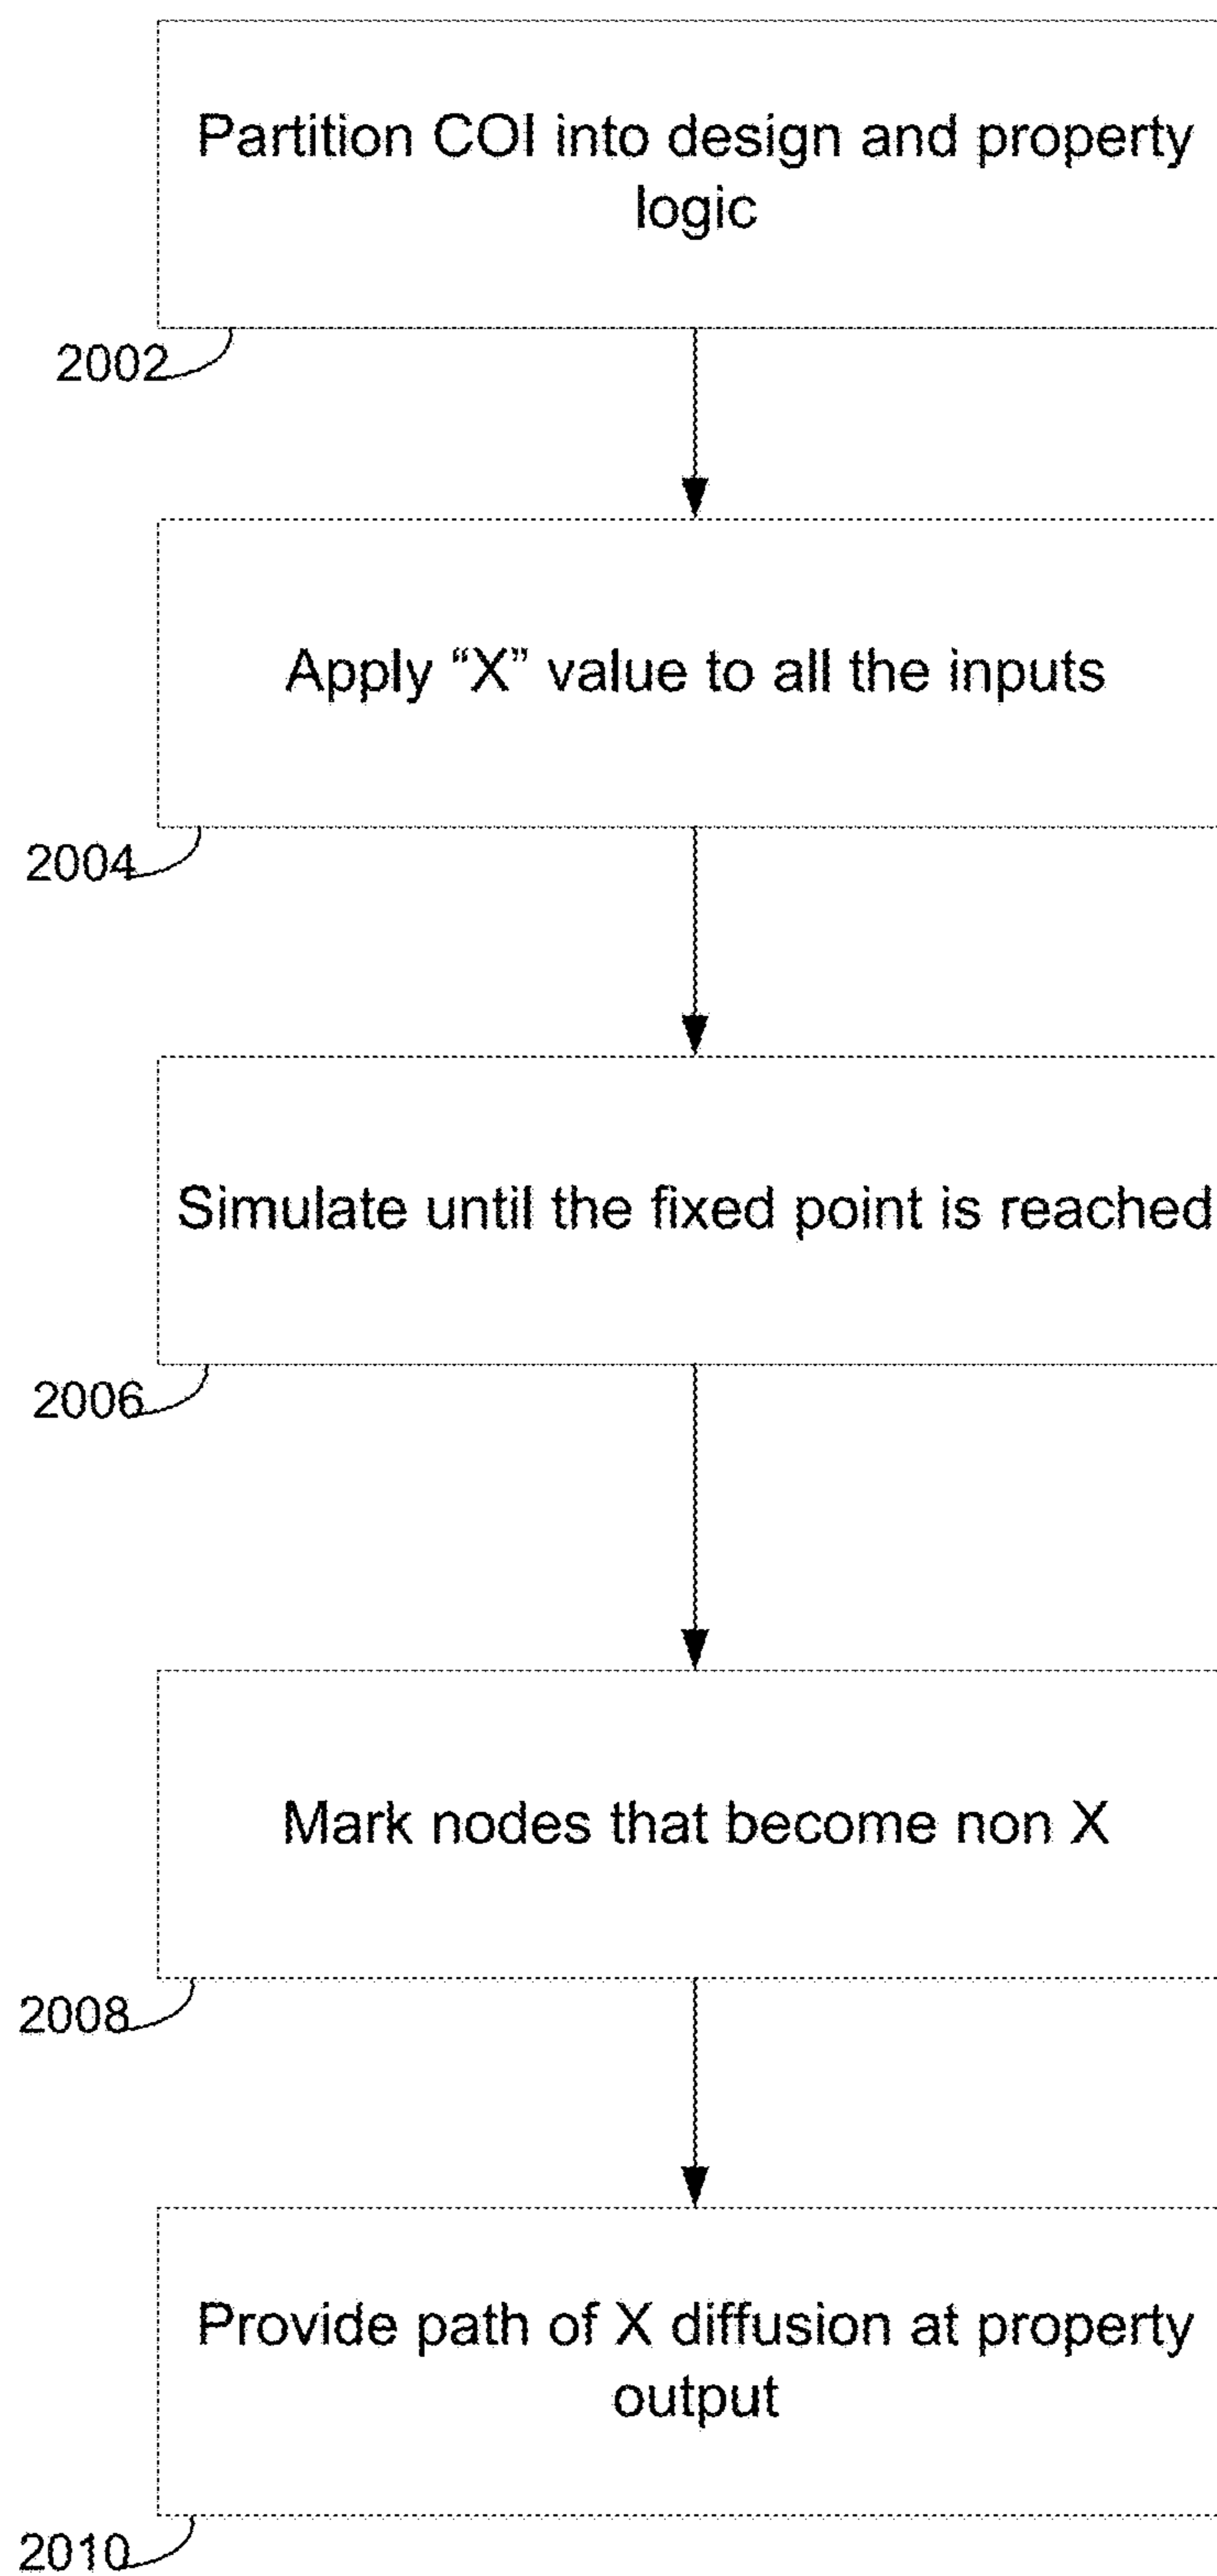 Partition COI into design and property
logic
2002
Apply “X” value to all the inputs
2004
Simulate until the fixed point is reached
2006
Mark nodes that become non X
2008
Provide path of X diffusion at property
output
2010